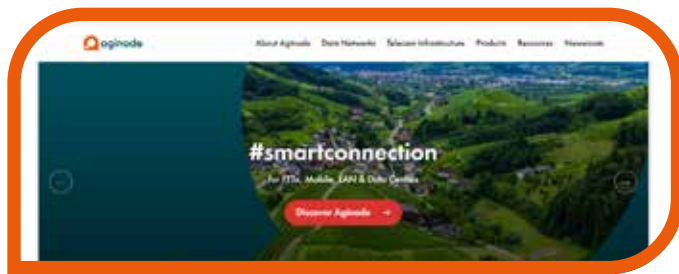 aginode
About Aginode Data Networks Telecom Infrastructure Products Resources Newsroom
#smartconnection
For FTTx, Mobile, LAN & Data Centers
Discover Aginode →